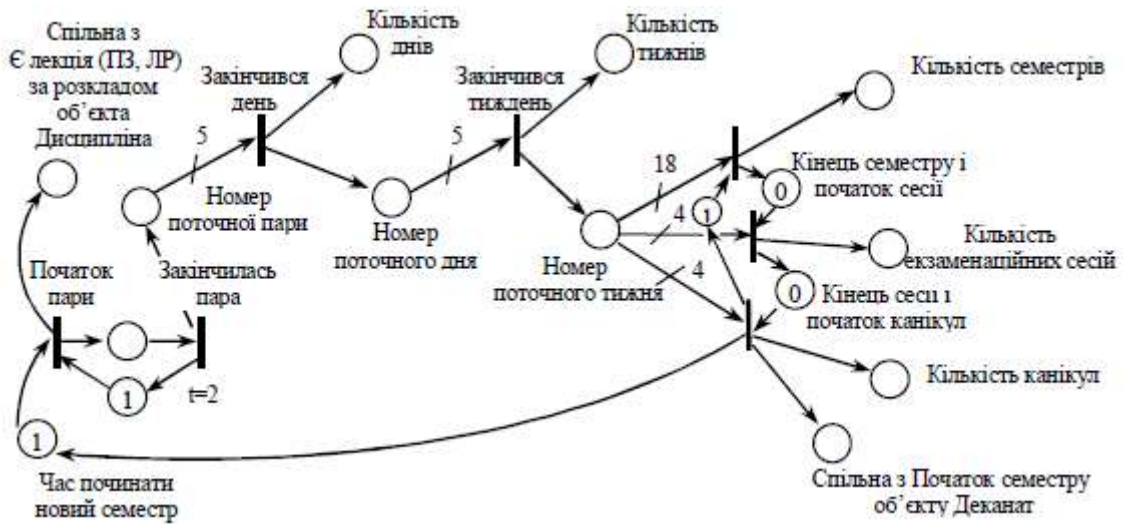 Спільна з
Є лекція (ПЗ, ЛР)
за розкладом
об’єкта
Дисципліна
Кількість
днів
Закінчився
день
5
Номер
поточної пари
Кількість
тижнів
Закінчився
тиждень
5
Номер
поточного дня
Кількість семестрів
18
Кінець семестру і
початок сесії
0
1
4
4
Номер
поточного тижня
Кількість
екзаменаційних сесій
0
Кінець сесії і
початок канікул
Початок
пари
Закінчилась
пара
1
t=2
Кількість канікул
1
Час починати
новий семестр
Спільна з Початок семестру
об’єкту Деканат